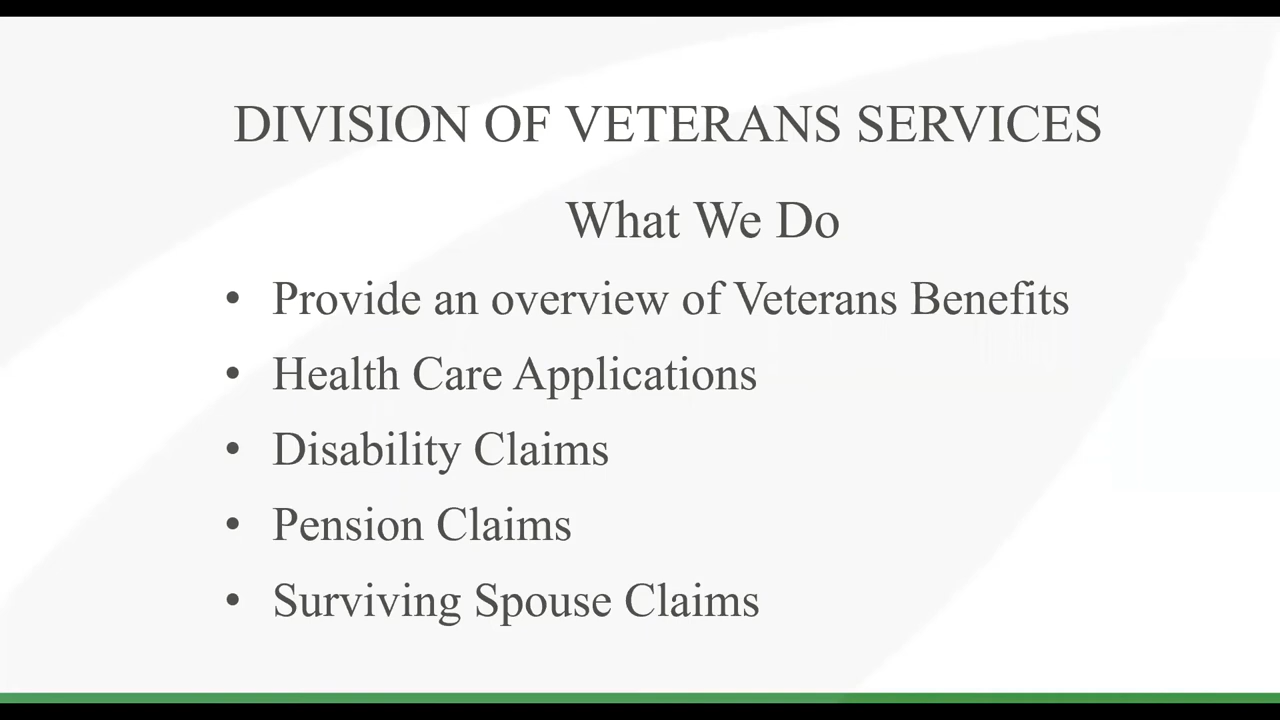 DIVISION OF VETERANS SERVICES
What We Do
• Provide an overview of Veterans Benefits
• Health Care Applications
• Disability Claims
• Pension Claims
• Surviving Spouse Claims